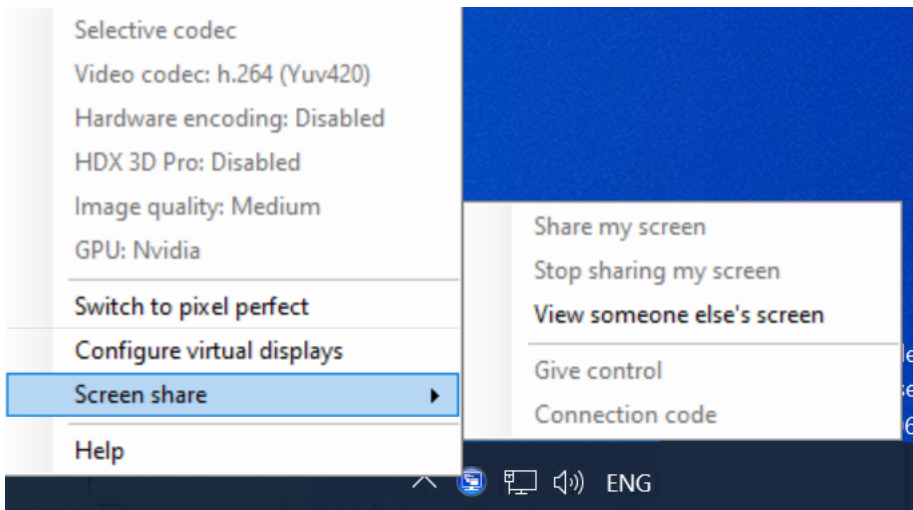 Selective codec
Video codec: h.264 (Yuv420)
Hardware encoding: Disabled
HDX 3D Pro: Disabled
Image quality: Medium
GPU: Nvidia
Switch to pixel perfect
Configure virtual displays
Screen share
Help
Share my screen
Stop sharing my screen
View someone else's screen
Give control
Connection code
ENG